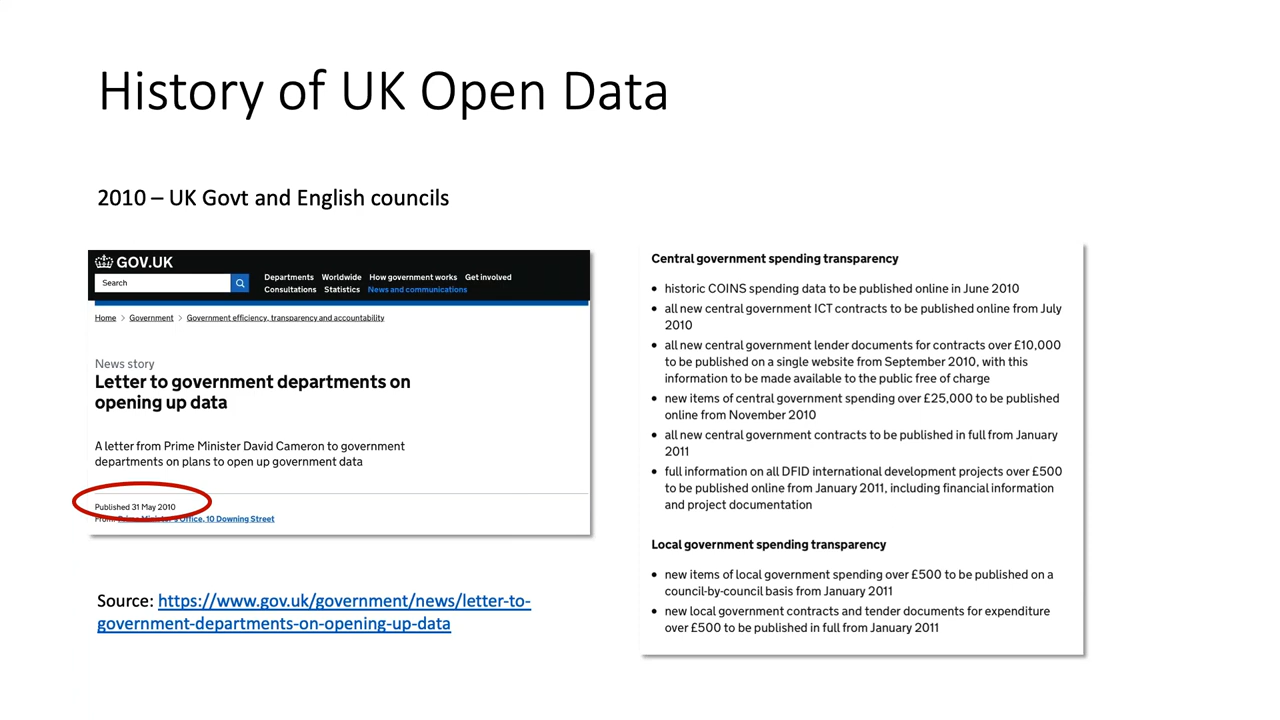 History of UK Open Data
2010 – UK Govt and English councils
GOV.UK
Search
Departments Worldwide How government works Get involved
Consultations Statistics News and communications
Home > Government > Government efficiency, transparency and accountability
News story
Letter to government departments on
opening up data
A letter from Prime Minister David Cameron to government
departments on plans to open up government data
Published 31 May 2010
From: Prime Minister's Office, 10 Downing Street
Source: https://www.gov.uk/government/news/letter-to-
government-departments-on-opening-up-data
Central government spending transparency
• historic COINS spending data to be published online in June 2010
• all new central government ICT contracts to be published online from July
2010
• all new central government lender documents for contracts over £10,000
to be published on a single website from September 2010, with this
information to be made available to the public free of charge
• new items of central government spending over £25,000 to be published
online from November 2010
• all new central government contracts to be published in full from January
2011
• full information on all DFID international development projects over £500
to be published online from January 2011, including financial information
and project documentation
Local government spending transparency
• new items of local government spending over £500 to be published on a
council-by-council basis from January 2011
• new local government contracts and tender documents for expenditure
over £500 to be published in full from January 2011